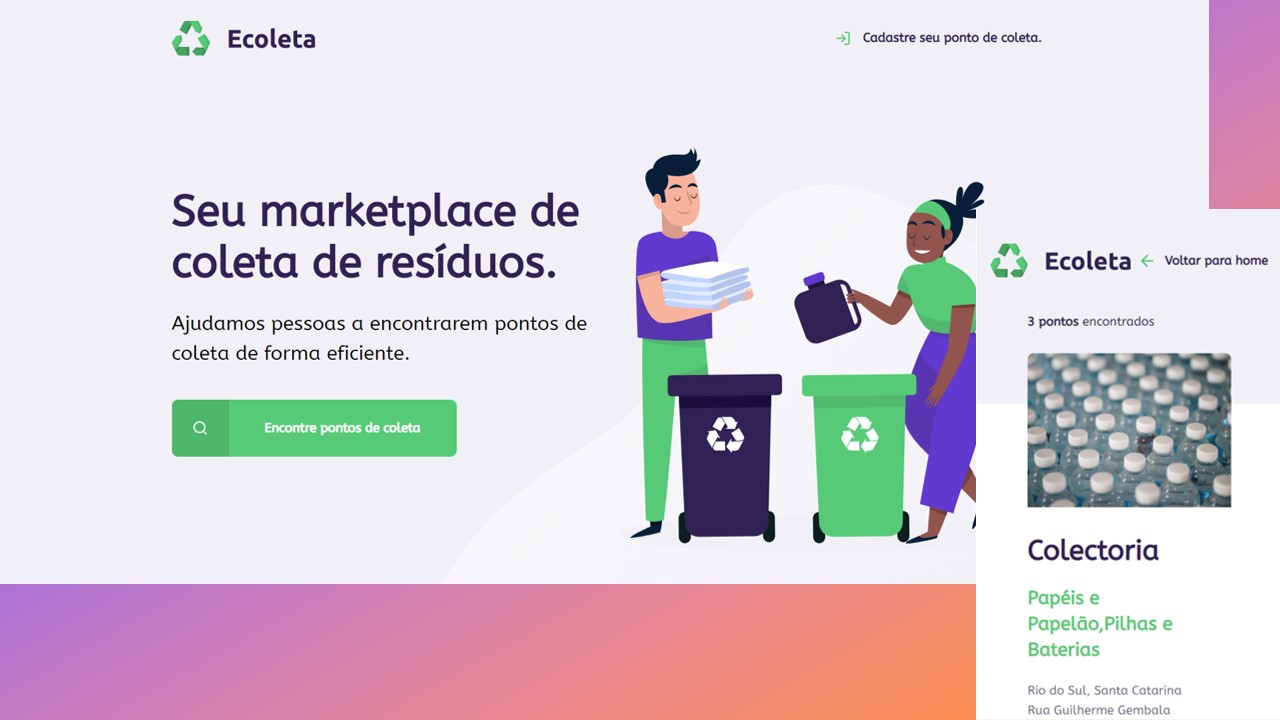 Ecoleta
Cadastre seu ponto de coleta.
Seu marketplace de
coleta de resíduos.
Ajudamos pessoas a encontrarem pontos de
coleta de forma eficiente.
Encontre pontos de coleta
Ecoleta
Voltar para home
3 pontos encontrados
Colectoria
Papéis e
Papelão,Pilhas e
Baterias
Rio do Sul, Santa Catarina
Rua Guilherme Gembala